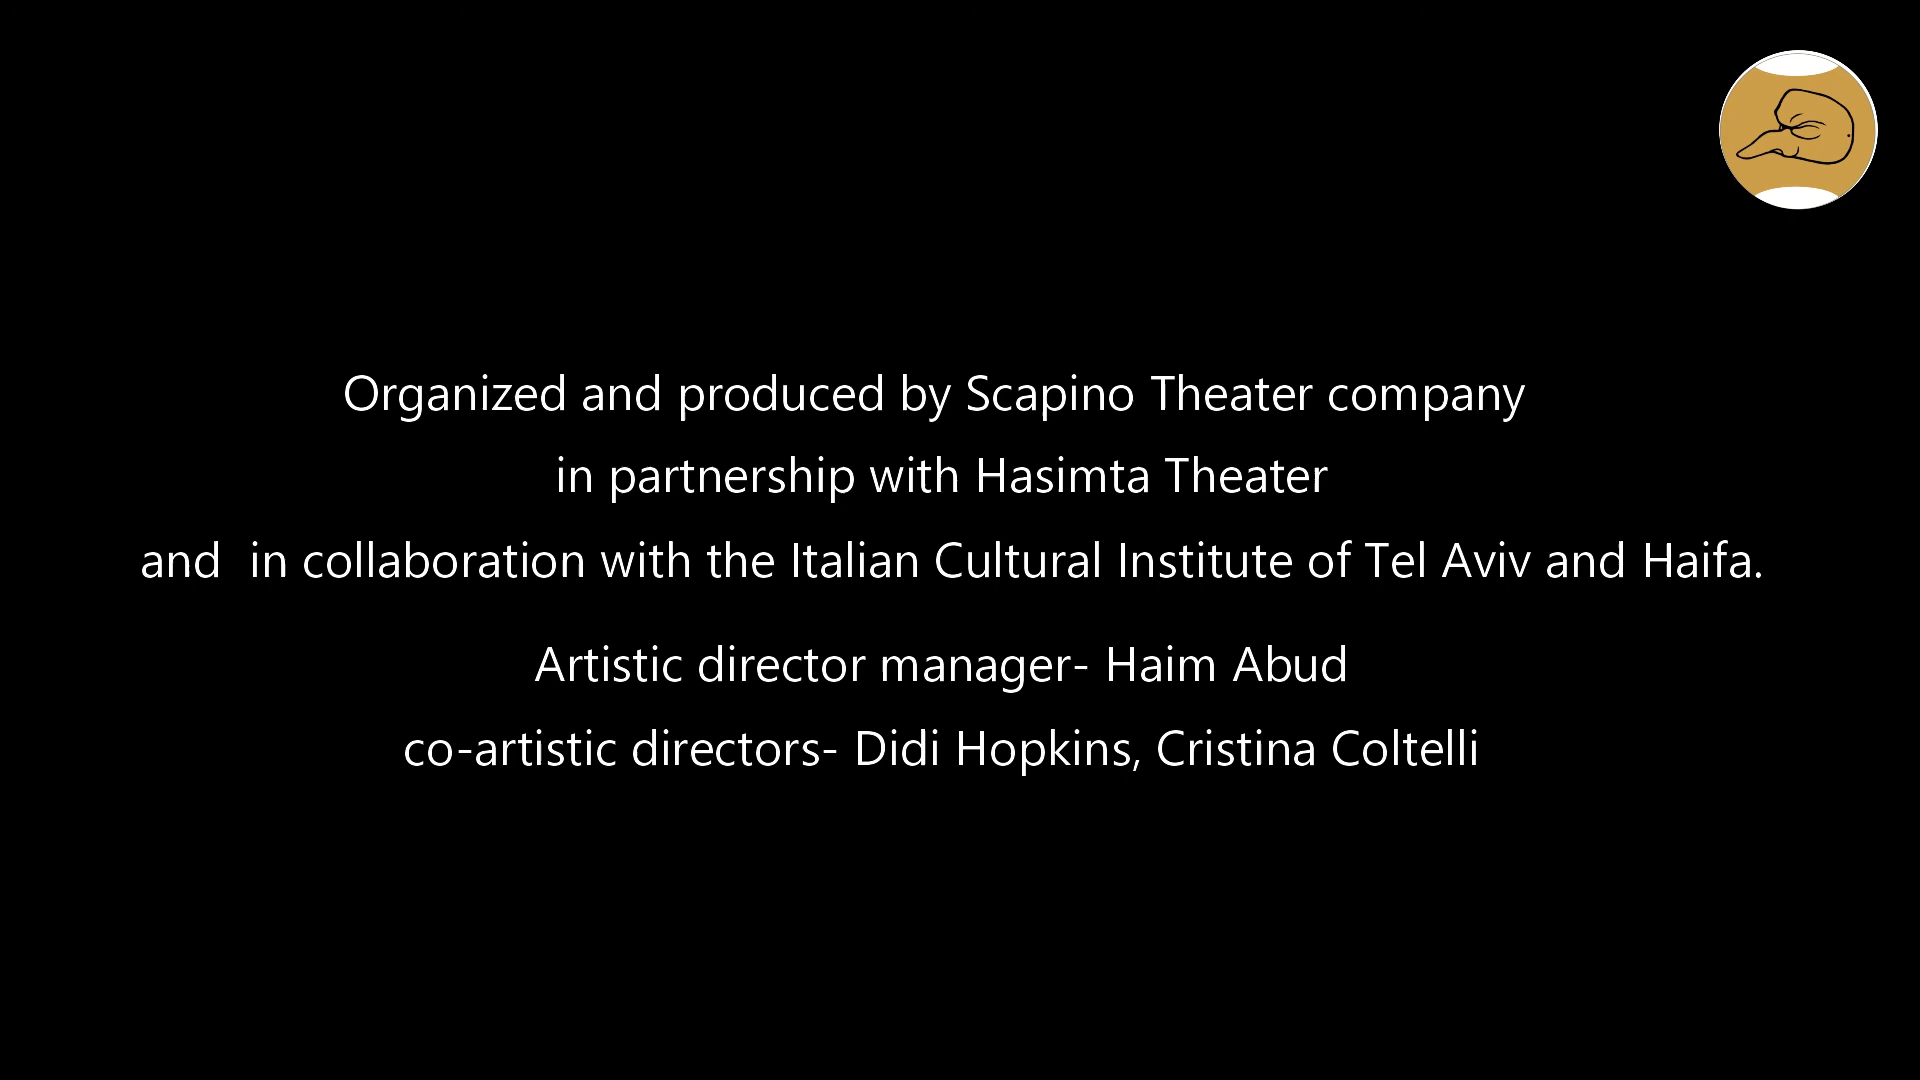 Organized and produced by Scapino Theater company
in partnership with Hasimta Theater
and  in collaboration with the Italian Cultural Institute of Tel Aviv and Haifa.
Artistic director manager- Haim Abud
co-artistic directors- Didi Hopkins, Cristina Coltelli